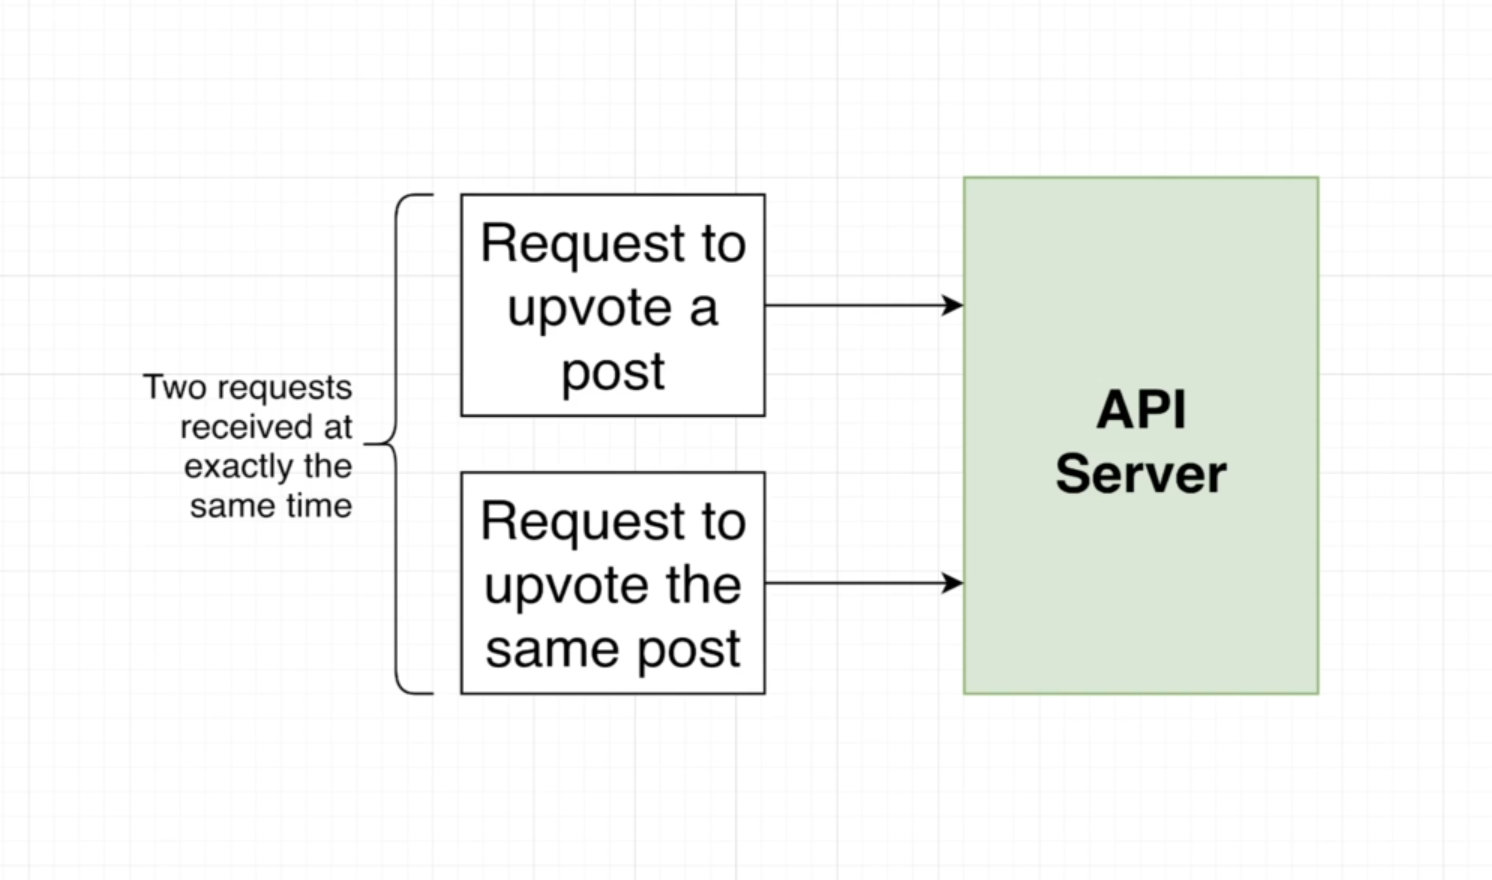 Two requests
received at
exactly the
same time
Request to
upvote a
post
Request to
upvote the
same post
API
Server